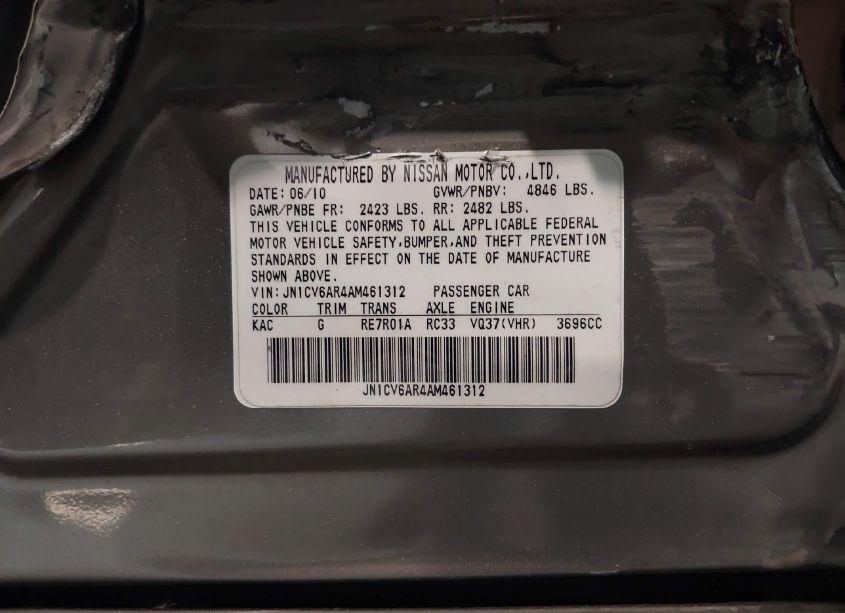 MANUFACTURED BY NISSAN MOTOR CO.,LTD.
DATE: 06/10 GVWR/PNBV: 4846 LBS.
GAWR/PNBE FR: 2423 LBS. RR: 2482 LBS.
THIS VEHICLE CONFORMS TO ALL APPLICABLE FEDERAL
MOTOR VEHICLE SAFETY,BUMPER,AND THEFT PREVENTION
STANDARDS IN EFFECT ON THE DATE OF MANUFACTURE
SHOWN ABOVE.
VIN: JN1CV6AR4AM461312 PASSENGER CAR
COLOR TRIM TRANS AXLE ENGINE
KAC G RE7R01A RC33 VQ37(VHR) 3696CC
JN1CV6AR4AM461312